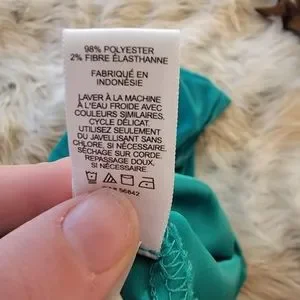 98% POLYESTER
2% FIBRE ÉLASTHANNE
FABRIQUÉ EN
INDONÉSIE
LAVER À LA MACHINE
À L'EAU FROIDE AVEC
COULEURS SIMILAIRES,
CYCLE DÉLICAT.
UTILISEZ SEULEMENT
DU JAVELLISANT SANS
CHLORE, SI NÉCESSAIRE.
SÉCHAGE SUR CORDE.
REPASSAGE DOUX,
SI NÉCESSAIRE.
56842